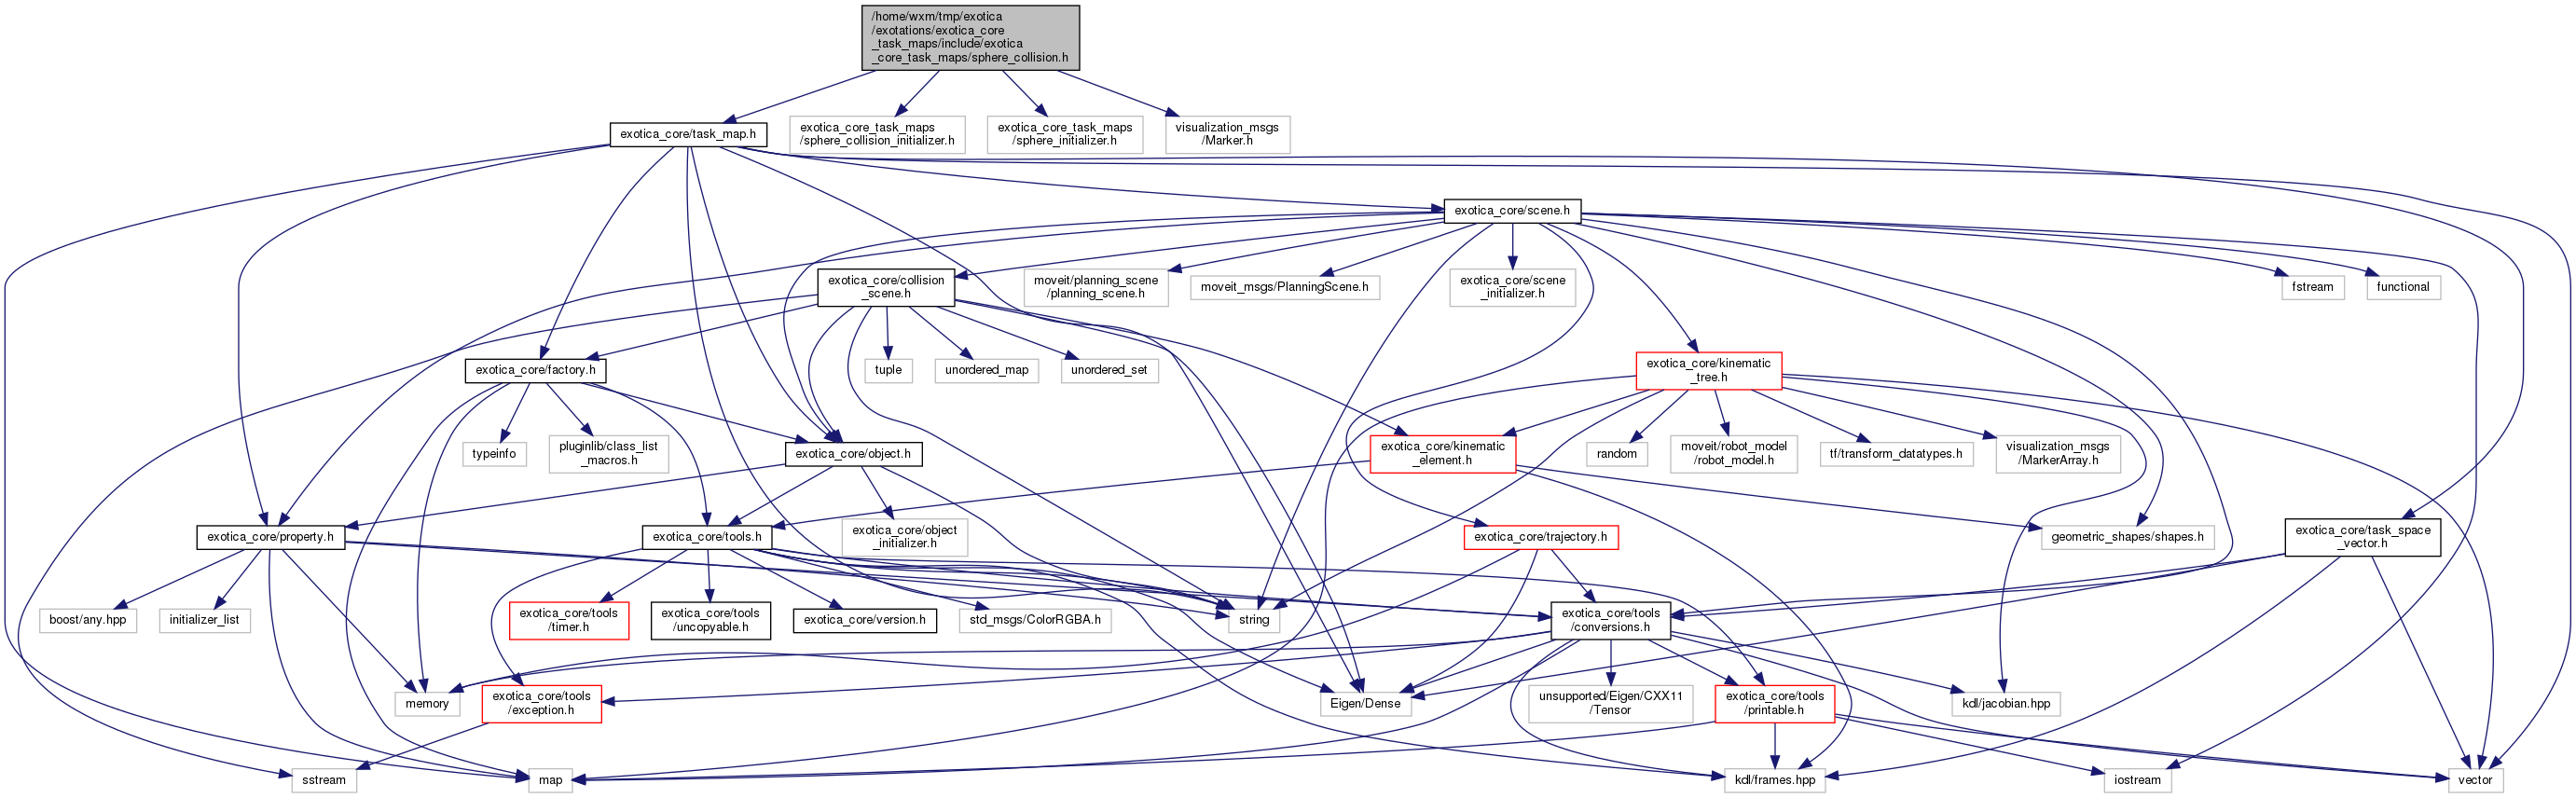 /home/wxm/tmp/exotica
/exotations/exotica_core
_task_maps/include/exotica
_core_task_maps/sphere_collision.h
exotica_core/task_map.h
exotica_core_task_maps
/sphere_collision_initializer.h
exotica_core_task_maps
/sphere_initializer.h
visualization_msgs
/Marker.h
exotica_core/scene.h
exotica_core/collision
_scene.h
moveit/planning_scene
/planning_scene.h
moveit_msgs/PlanningScene.h
exotica_core/scene
_initializer.h
fstream
functional
exotica_core/factory.h
tuple
unordered_map
unordered_set
exotica_core/kinematic
_tree.h
typeinfo
pluginlib/class_list
_macros.h
exotica_core/object.h
exotica_core/kinematic
_element.h
random
moveit/robot_model
/robot_model.h
tf/transform_datatypes.h
visualization_msgs
/MarkerArray.h
exotica_core/property.h
exotica_core/tools.h
exotica_core/object
_initializer.h
exotica_core/trajectory.h
geometric_shapes/shapes.h
exotica_core/task_space
_vector.h
boost/any.hpp
initializer_list
exotica_core/tools
/timer.h
exotica_core/tools
/uncopyable.h
exotica_core/version.h
std_msgs/ColorRGBA.h
string
exotica_core/tools
/conversions.h
memory
exotica_core/tools
/exception.h
Eigen/Dense
unsupported/Eigen/CXX11
/Tensor
exotica_core/tools
/printable.h
kdl/jacobian.hpp
sstream
map
kdl/frames.hpp
iostream
vector